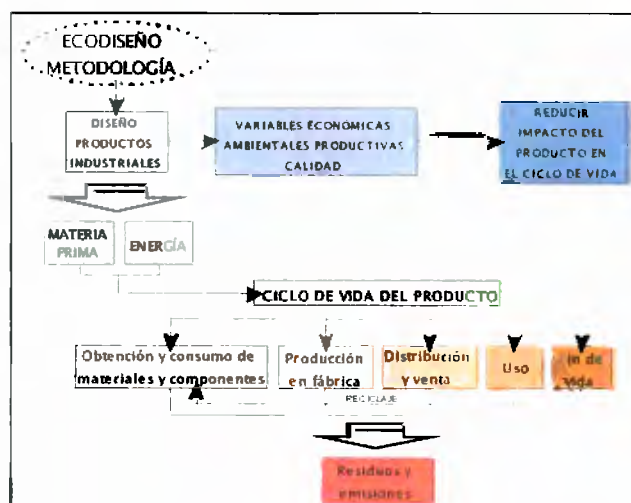 ECODISEÑO
METODOLOGÍA
DISEÑO
PRODUCTOS
INDUSTRIALES
VARIABLES ECONÓMICAS
AMBIENTALES PRODUCTIVAS
CALIDAD
REDUCIR
IMPACTO DEL
PRODUCTO EN
EL CICLO DE VIDA
MATERIA
PRIMA
ENERGÍA
CICLO DE VIDA DEL PRODUCTO
Obtención y consumo de
materiales y componentes
Producción
en fábrica
Distribución
y venta
Uso
Fin de
vida
RECICLAJE
Residuos y
emisiones